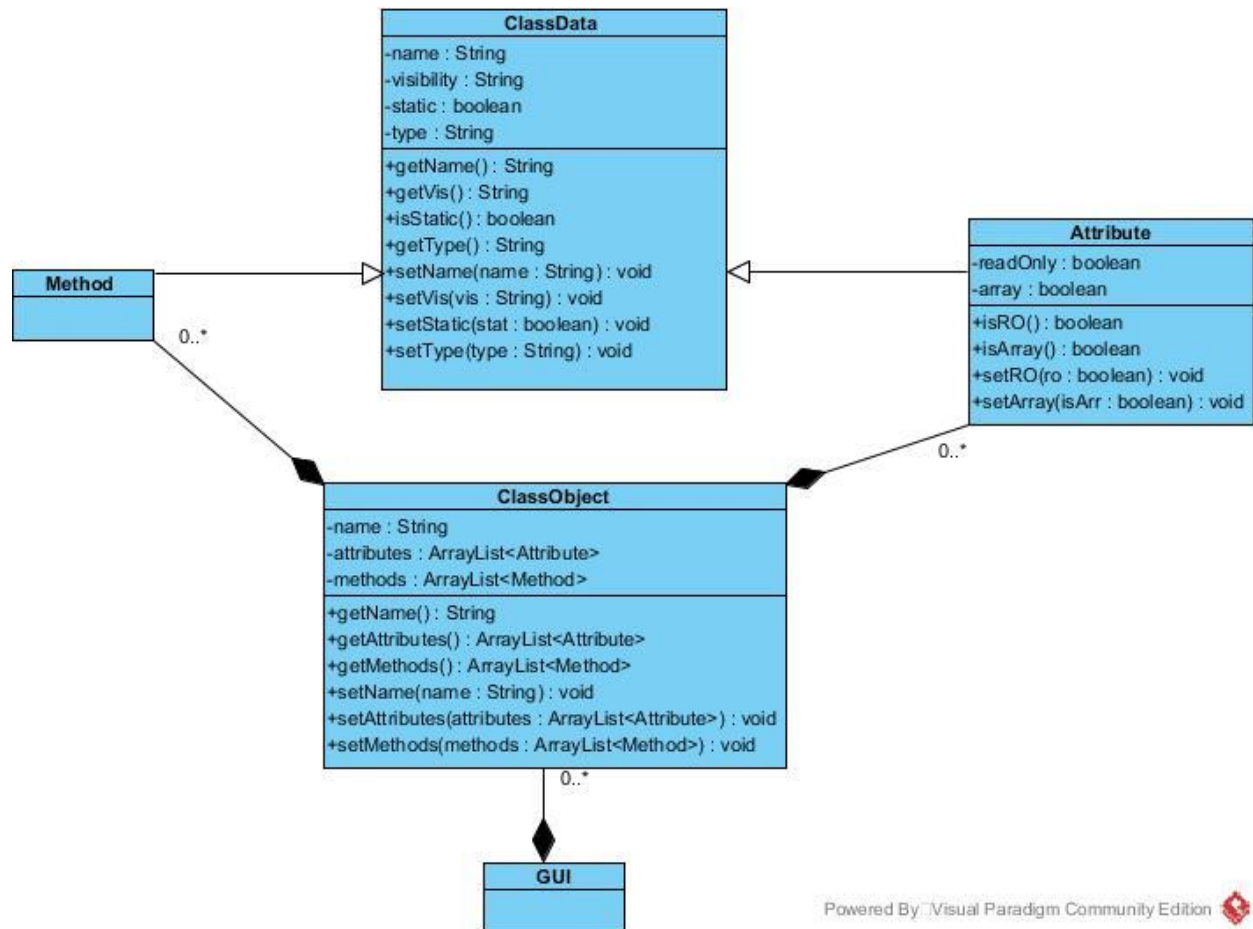 ClassData
-name : String
-visibility : String
-static : boolean
-type : String
+getName() : String
+getVis() : String
+isStatic() : boolean
+getType() : String
+setName(name : String) : void
+setVis(vis : String) : void
+setStatic(stat : boolean) : void
+setType(type : String) : void
Method
0..*
Attribute
-readOnly : boolean
-array : boolean
+isRO() : boolean
+isArray() : boolean
+setRO(ro : boolean) : void
+setArray(isArr : boolean) : void
0..*
ClassObject
-name : String
-attributes : ArrayList<Attribute>
-methods : ArrayList<Method>
+getName() : String
+getAttributes() : ArrayList<Attribute>
+getMethods() : ArrayList<Method>
+setName(name : String) : void
+setAttributes(attributes : ArrayList<Attribute>) : void
+setMethods(methods : ArrayList<Method>) : void
0..*
GUI
Powered By Visual Paradigm Community Edition